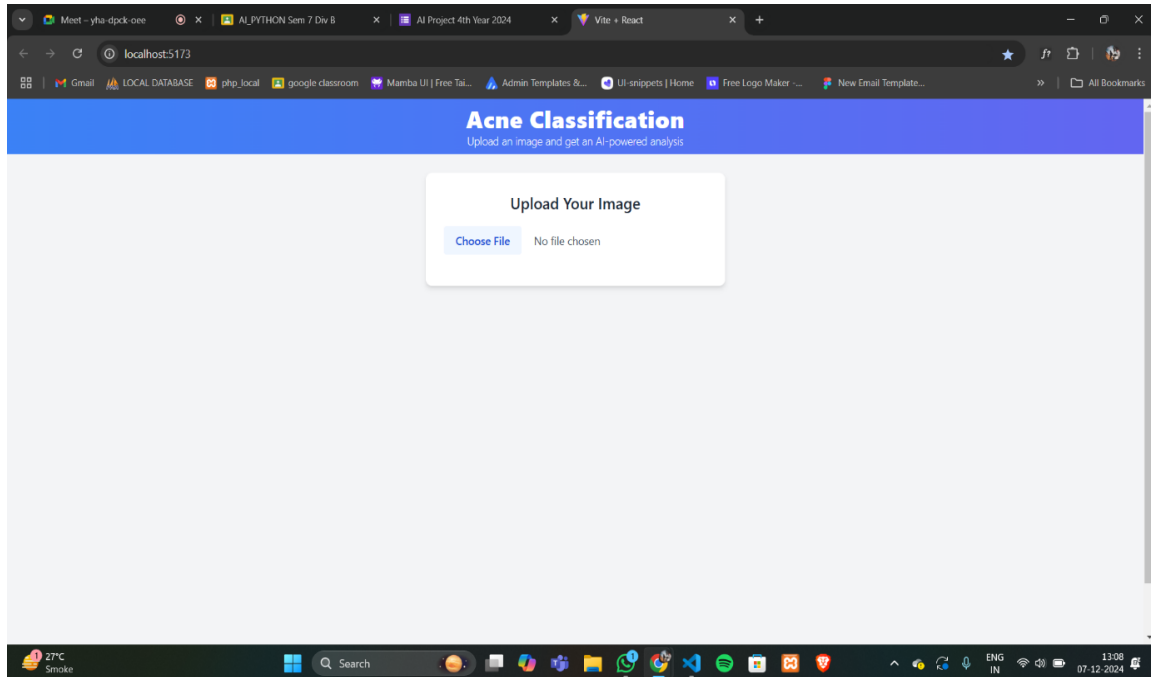 Meet – yha-dpck-oee
AI_PYTHON Sem 7 Div B
AI Project 4th Year 2024
Vite + React
localhost:5173
Gmail
LOCAL DATABASE
php_local
google classroom
Mamba UI | Free Tai...
Admin Templates &...
UI-snippets | Home
Free Logo Maker -...
New Email Template...
All Bookmarks
Acne Classification
Upload an image and get an AI-powered analysis
Upload Your Image
Choose File No file chosen
1
27°C
Smoke
Search
ENG
IN
13:08
07-12-2024